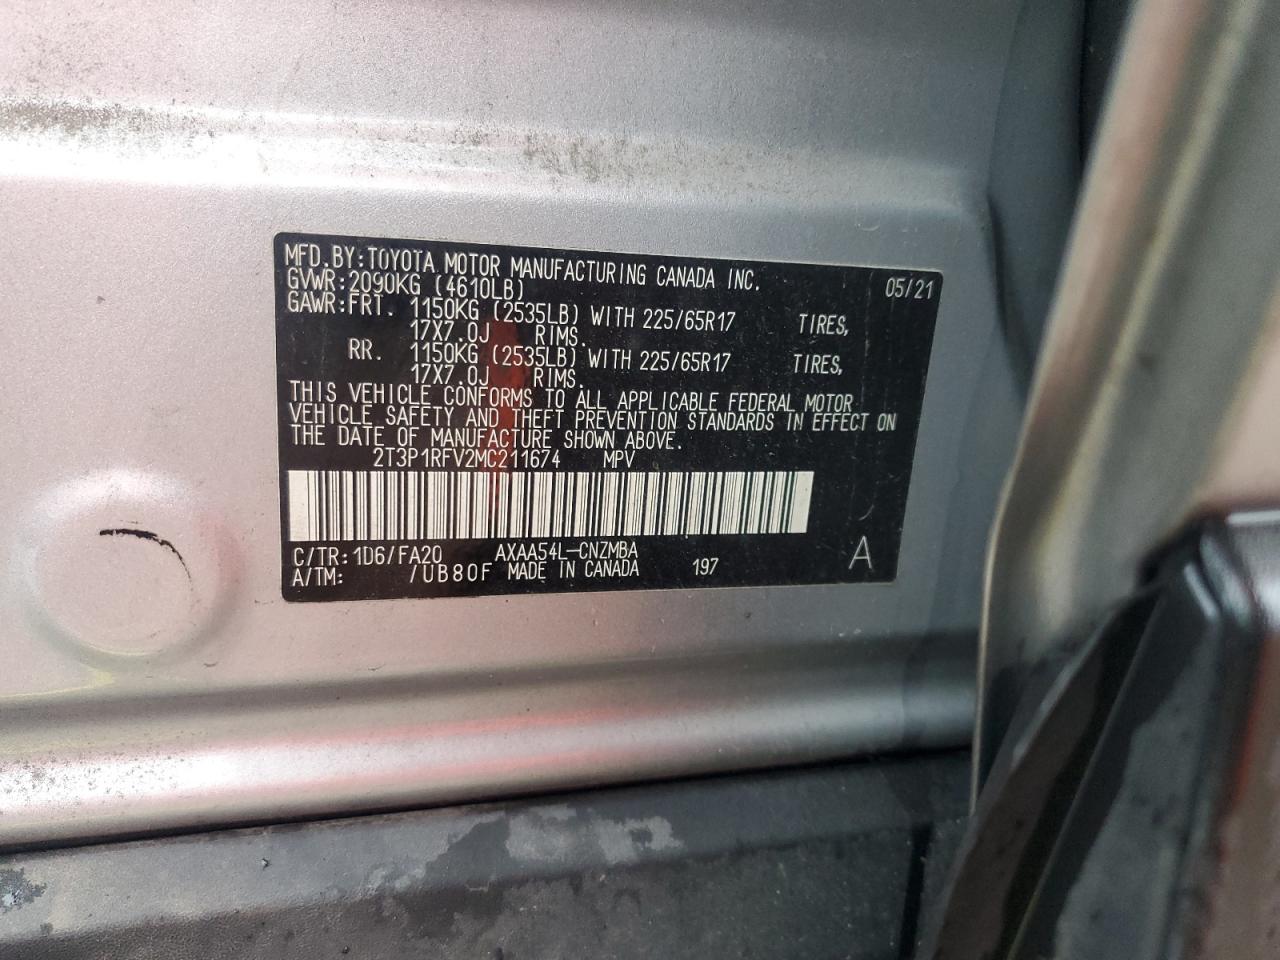 MFD.BY:TOYOTA MOTOR MANUFACTURING CANADA INC. 05/21
GVWR:2090KG (4610LB)
GAWR:FRT. 1150KG (2535LB) WITH 225/65R17 TIRES,
17X7.0J RIMS.
RR. 1150KG (2535LB) WITH 225/65R17 TIRES,
17X7.0J RIMS.
THIS VEHICLE CONFORMS TO ALL APPLICABLE FEDERAL MOTOR
VEHICLE SAFETY AND THEFT PREVENTION STANDARDS IN EFFECT ON
THE DATE OF MANUFACTURE SHOWN ABOVE.
2T3P1RFV2MC211674 MPV
C/TR:1D6/FA20 AXAA54L-CNZMBA
A/TM: /UB80F MADE IN CANADA 197 A